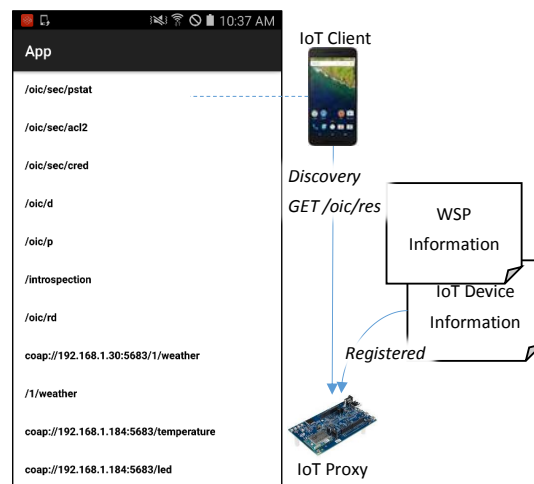 10:37 AM
App
/oic/sec/pstat
/oic/sec/acl2
/oic/sec/cred
/oic/d
/oic/p
/introspection
/oic/rd
coap://192.168.1.30:5683/1/weather
/1/weather
coap://192.168.1.184:5683/temperature
coap://192.168.1.184:5683/led
IoT Client
Discovery
GET /oic/res
WSP
Information
IoT Device
Information
Registered
IoT Proxy